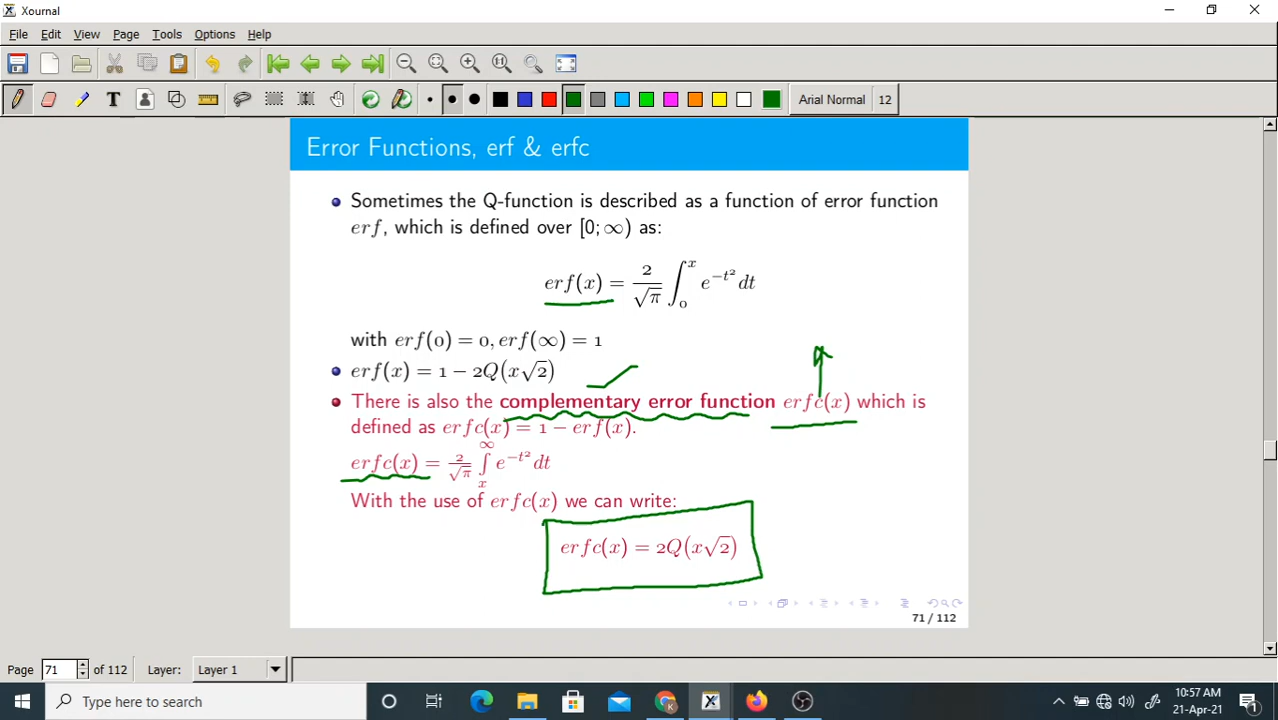 Xournal
File Edit View Page Tools Options Help
T Arial Normal 12
Error Functions, erf & erfc
Sometimes the Q-function is described as a function of error function
erf, which is defined over [0; ∞) as:
erf(x) = 2/√π ∫₀ˣ e^{−t²} dt
with erf(0) = 0, erf(∞) = 1
erf(x) = 1 − 2Q(x√2)
There is also the complementary error function erfc(x) which is
defined as erfc(x) = 1 − erf(x).
erfc(x) = 2/√π ∫ₓ^∞ e^{−t²} dt
With the use of erfc(x) we can write:
erfc(x) = 2Q(x√2)
71 / 112
Page 71 of 112 Layer: Layer 1
Type here to search
10:57 AM
21-Apr-21